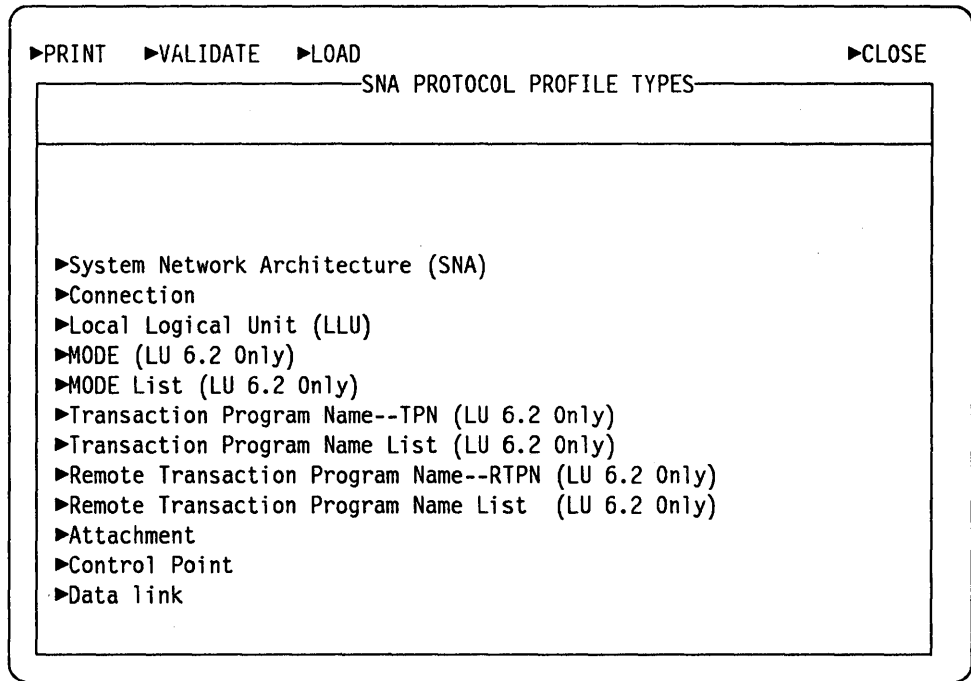 ►PRINT ►VALIDATE ►LOAD ►CLOSE
SNA PROTOCOL PROFILE TYPES
►System Network Architecture (SNA)
►Connection
►Local Logical Unit (LLU)
►MODE (LU 6.2 Only)
►MODE List (LU 6.2 Only)
►Transaction Program Name--TPN (LU 6.2 Only)
►Transaction Program Name List (LU 6.2 Only)
►Remote Transaction Program Name--RTPN (LU 6.2 Only)
►Remote Transaction Program Name List (LU 6.2 Only)
►Attachment
►Control Point
►Data link